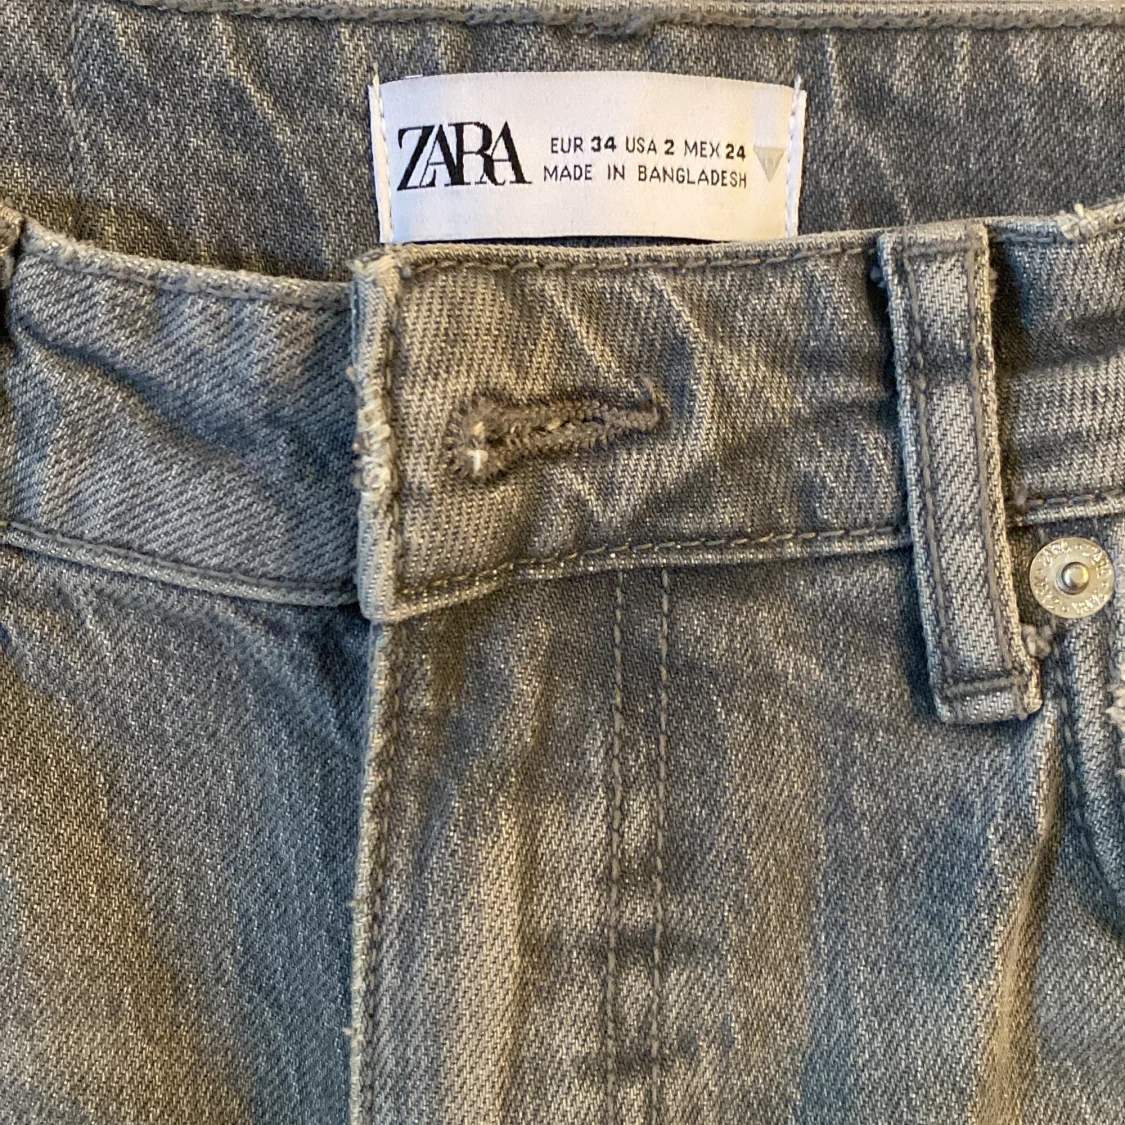 ZARA
EUR 34 USA 2 MEX 24
MADE IN BANGLADESH